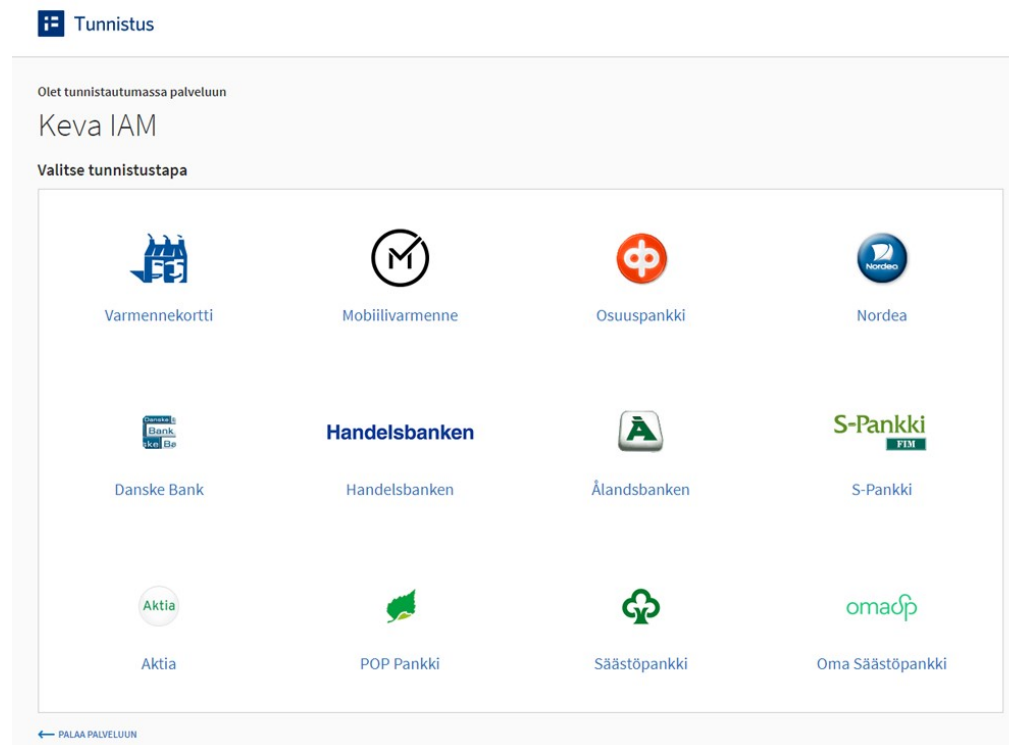 Tunnistus
Olet tunnistautumassa palveluun
Keva IAM
Valitse tunnistustapa
Varmennekortti
Mobiilivarmenne
Osuuspankki
Nordea
Nordea
Danske Bank
Handelsbanken
Handelsbanken
Ålandsbanken
S-Pankki
FIM
S-Pankki
Aktia
Aktia
POP Pankki
Säästöpankki
omasp
Oma Säästöpankki
PALAA PALVELUUN